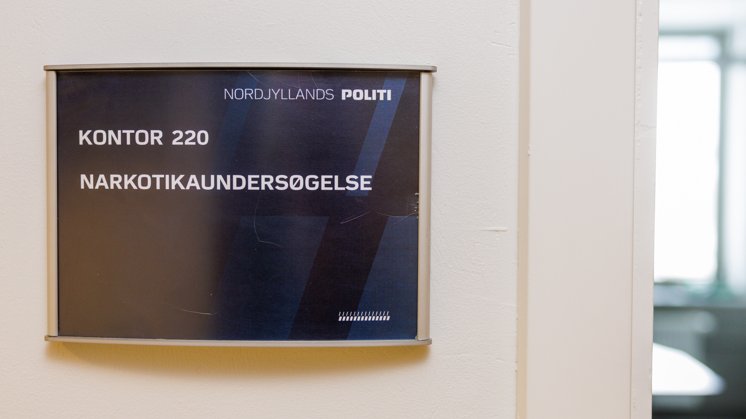 NORDJYLLANDS POLITI
KONTOR 220
NARKOTIKAUNDERSØGELSE